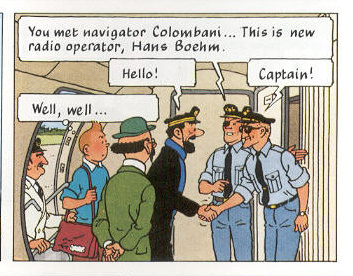 You met navigator Colombani... This is new
radio operator, Hans Boehm.
Hello!
Captain!
Well, well...